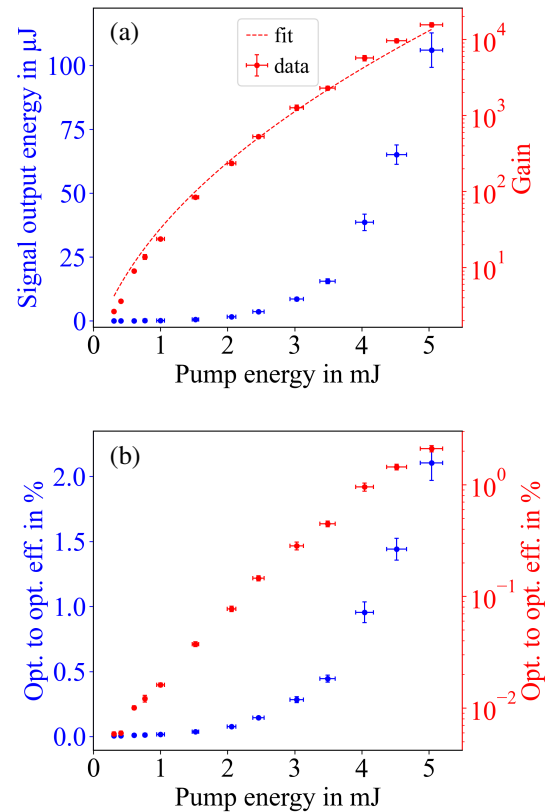 (a)
fit
data
Signal output energy in µJ
100
75
50
25
0
10⁴
10³
10²
10¹
Gain
0 1 2 3 4 5
Pump energy in mJ
(b)
Opt. to opt. eff. in %
2.0
1.5
1.0
0.5
0.0
10⁰
10⁻¹
10⁻²
Opt. to opt. eff. in %
0 1 2 3 4 5
Pump energy in mJ